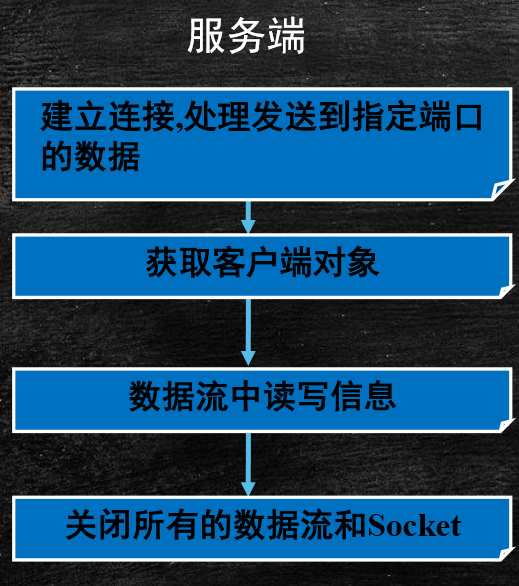 服务端
建立连接,处理发送到指定端口
的数据
获取客户端对象
数据流中读写信息
关闭所有的数据流和Socket